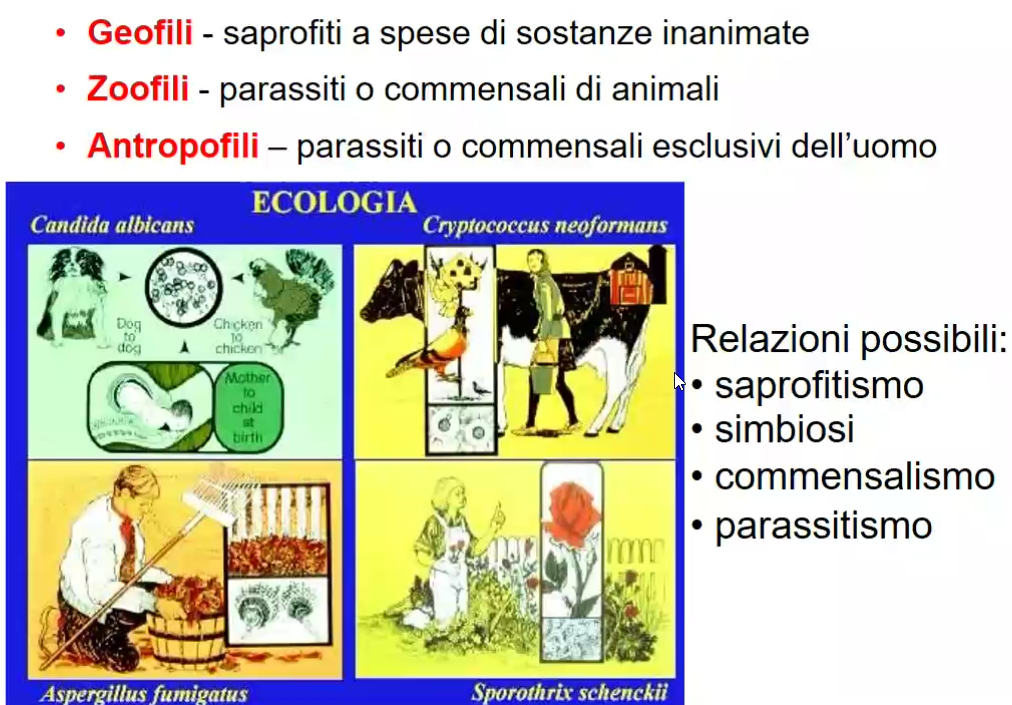 • Geofili - saprofiti a spese di sostanze inanimate
• Zoofili - parassiti o commensali di animali
• Antropofili – parassiti o commensali esclusivi dell’uomo
ECOLOGIA
Candida albicans
Cryptococcus neoformans
Dog
to
dog
Chicken
to
chicken
Mother
to
child
at
birth
Aspergillus fumigatus
Sporothrix schenckii
Relazioni possibili:
• saprofitismo
• simbiosi
• commensalismo
• parassitismo